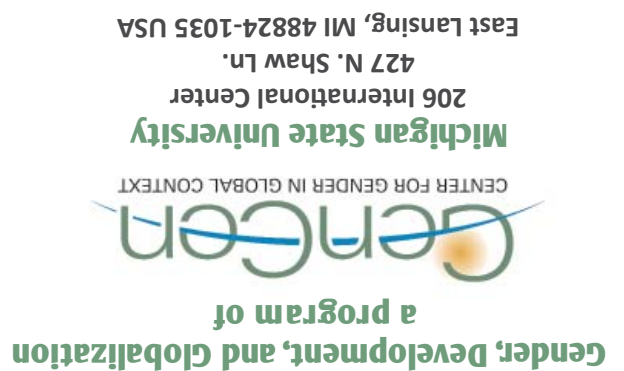 Gender, Development, and Globalization
a program of
GenCen
CENTER FOR GENDER IN GLOBAL CONTEXT
Michigan State University
206 International Center
427 N. Shaw Ln.
East Lansing, MI 48824-1035 USA